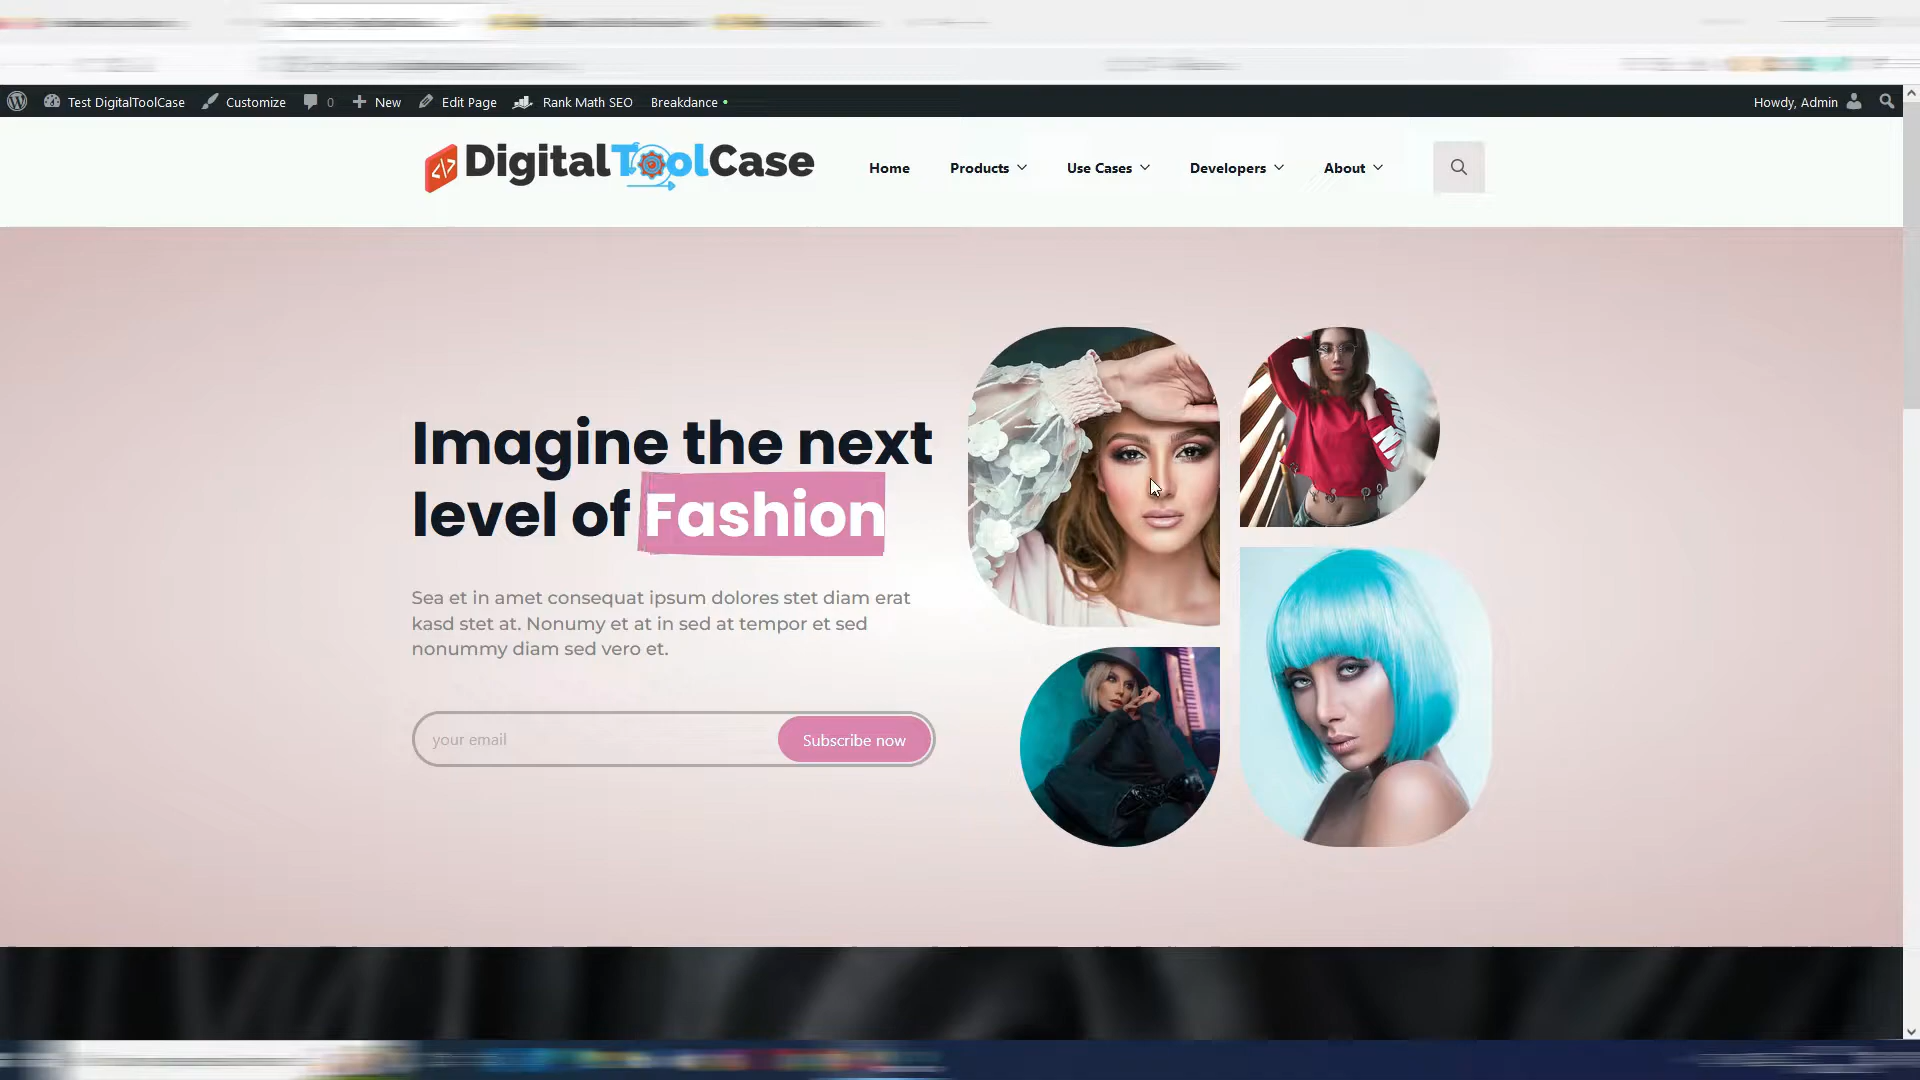 Test DigitalToolCase Customize 0 New Edit Page Rank Math SEO Breakdance Howdy, Admin
DigitalToolCase Home Products Use Cases Developers About
Imagine the next
level of Fashion
Sea et in amet consequat ipsum dolores stet diam erat
kasd stet at. Nonumy et at in sed at tempor et sed
nonummy diam sed vero et.
your email Subscribe now